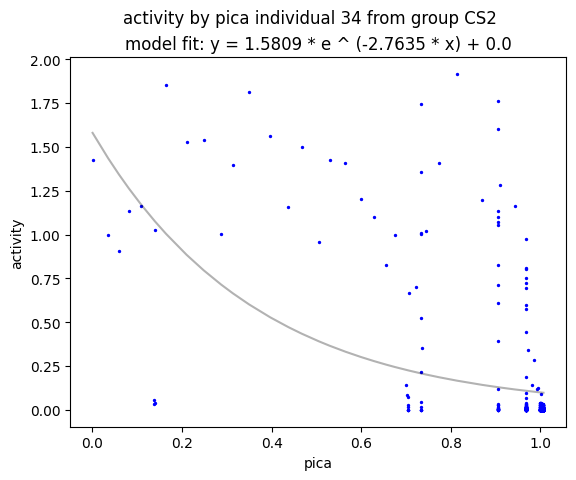 activity by pica individual 34 from group CS2
model fit: y = 1.5809 * e ^ (-2.7635 * x) + 0.0
2.00
1.75
1.50
1.25
1.00
0.75
0.50
0.25
0.00
activity
0.0 0.2 0.4 0.6 0.8 1.0
pica